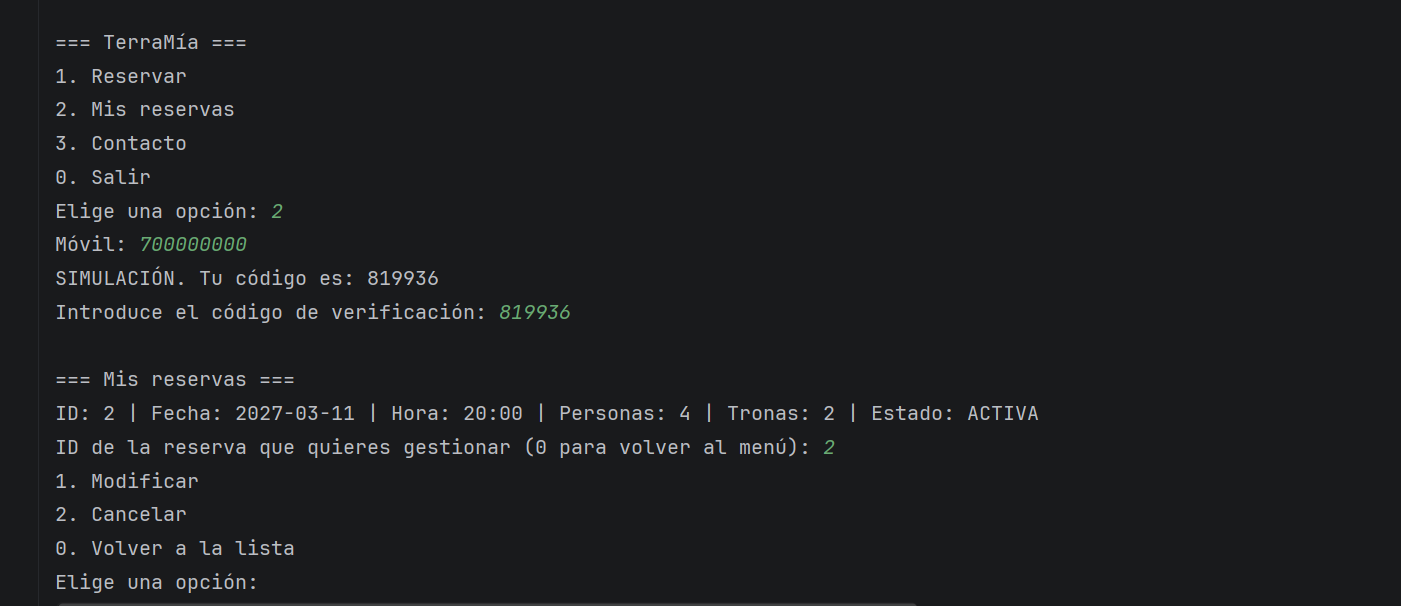 === TerraMía ===
1. Reservar
2. Mis reservas
3. Contacto
0. Salir
Elige una opción: 2
Móvil: 700000000
SIMULACIÓN. Tu código es: 819936
Introduce el código de verificación: 819936
=== Mis reservas ===
ID: 2 | Fecha: 2027-03-11 | Hora: 20:00 | Personas: 4 | Tronas: 2 | Estado: ACTIVA
ID de la reserva que quieres gestionar (0 para volver al menú): 2
1. Modificar
2. Cancelar
0. Volver a la lista
Elige una opción: